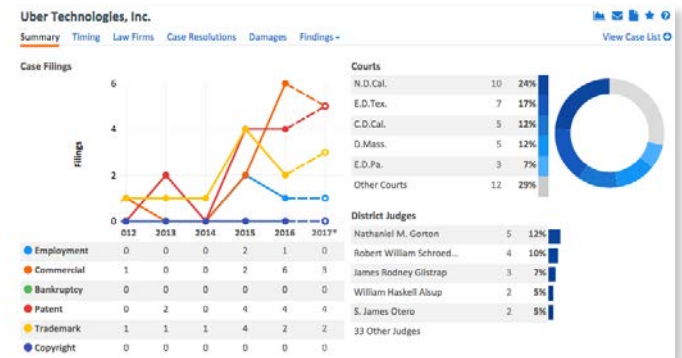 Uber Technologies, Inc.
Summary Timing Law Firms Case Resolutions Damages Findings
View Case List
Case Filings
6
4
2
0
Filings
012 2013 2014 2015 2016 2017*
Employment 0 0 0 2 1 0
Commercial 1 0 0 2 6 3
Bankruptcy 0 0 0 0 0 0
Patent 0 2 0 4 4 4
Trademark 1 1 1 4 2 2
Copyright 0 0 0 0 0 0
Courts
N.D.Cal. 10 24%
E.D.Tex. 7 17%
C.D.Cal. 5 12%
D.Mass. 5 12%
E.D.Pa. 3 7%
Other Courts 12 29%
District Judges
Nathaniel M. Gorton 5 12%
Robert William Schroed... 4 10%
James Rodney Gilstrap 3 7%
William Haskell Alsup 2 5%
S. James Otero 2 5%
33 Other Judges